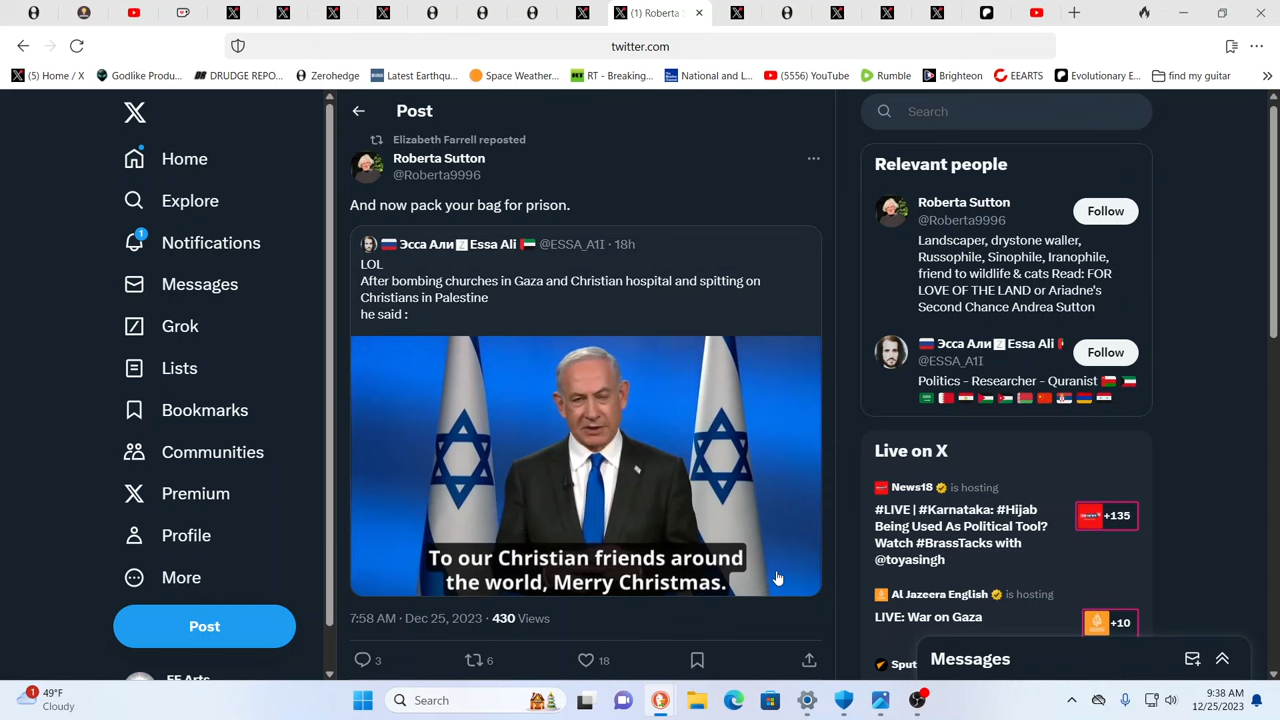 (1) Roberta S
twitter.com
(5) Home / X
Godlike Produ...
DRUDGE REPO...
Zerohedge
Latest Earthqu...
Space Weather...
RT - Breaking...
National and L...
(5556) YouTube
Rumble
Brighteon
EEARTS
Evolutionary E...
find my guitar
Home
Explore
1
Notifications
Messages
Grok
Lists
Bookmarks
Communities
Premium
Profile
More
Post
EE Arts
Post
Elizabeth Farrell reposted
Roberta Sutton
@Roberta9996
And now pack your bag for prison.
Эсса Али 🇿 Essa Ali @ESSA_A1I · 18h
LOL
After bombing churches in Gaza and Christian hospital and spitting on
Christians in Palestine
he said :
To our Christian friends around
the world, Merry Christmas.
7:58 AM · Dec 25, 2023 · 430 Views
3
6
18
Search
Relevant people
Roberta Sutton
@Roberta9996
Follow
Landscaper, drystone waller,
Russophile, Sinophile, Iranophile,
friend to wildlife & cats Read: FOR
LOVE OF THE LAND or Ariadne's
Second Chance Andrea Sutton
Эсса Али 🇿 Essa Ali
@ESSA_A1I
Follow
Politics - Researcher - Quranist
Live on X
News18 is hosting
#LIVE | #Karnataka: #Hijab
Being Used As Political Tool?
Watch #BrassTacks with
@toyasingh
+135
Al Jazeera English is hosting
LIVE: War on Gaza
+10
Sput
Messages
1
49°F
Cloudy
Search
9:38 AM
12/25/2023